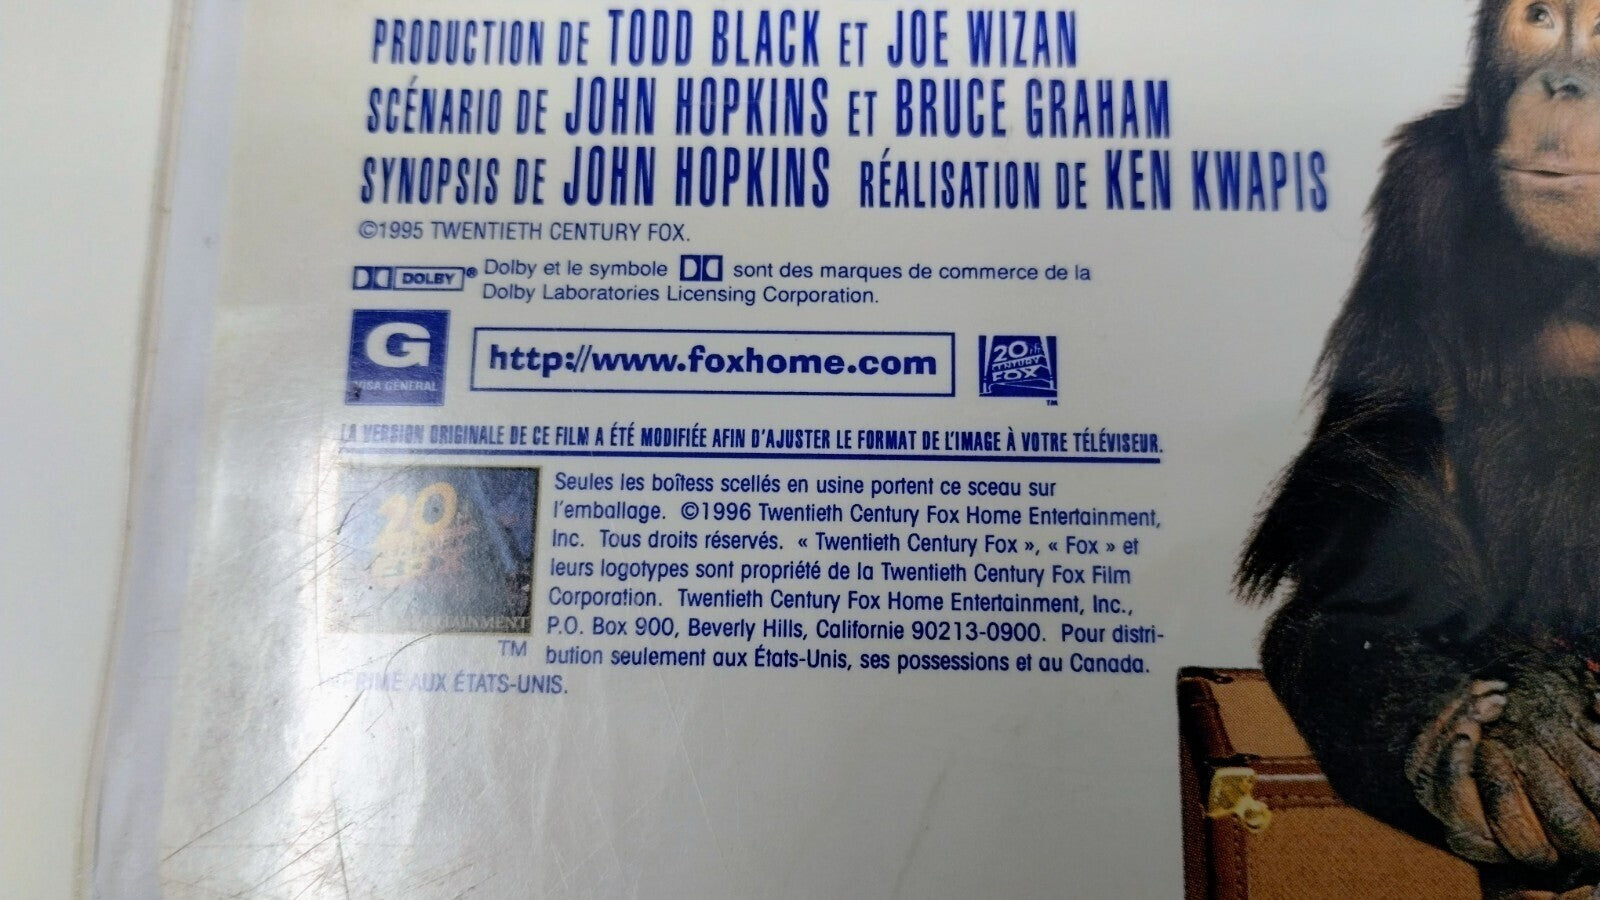 PRODUCTION DE TODD BLACK ET JOE WIZAN
SCÉNARIO DE JOHN HOPKINS ET BRUCE GRAHAM
SYNOPSIS DE JOHN HOPKINS RÉALISATION DE KEN KWAPIS
©1995 TWENTIETH CENTURY FOX.
DOLBY® Dolby et le symbole sont des marques de commerce de la
Dolby Laboratories Licensing Corporation.
G
GENERAL
http://www.foxhome.com
20th
CENTURY
FOX
TM
LA VERSION ORIGINALE DE CE FILM A ÉTÉ MODIFIÉE AFIN D'AJUSTER LE FORMAT DE L'IMAGE À VOTRE TÉLÉVISEUR.
20
FOX
TM
Seules les boîtess scellés en usine portent ce sceau sur
l'emballage. ©1996 Twentieth Century Fox Home Entertainment,
Inc. Tous droits réservés. « Twentieth Century Fox », « Fox » et
leurs logotypes sont propriété de la Twentieth Century Fox Film
Corporation. Twentieth Century Fox Home Entertainment, Inc.,
P.O. Box 900, Beverly Hills, Californie 90213-0900. Pour distri-
bution seulement aux États-Unis, ses possessions et au Canada.
AUX ÉTATS-UNIS.